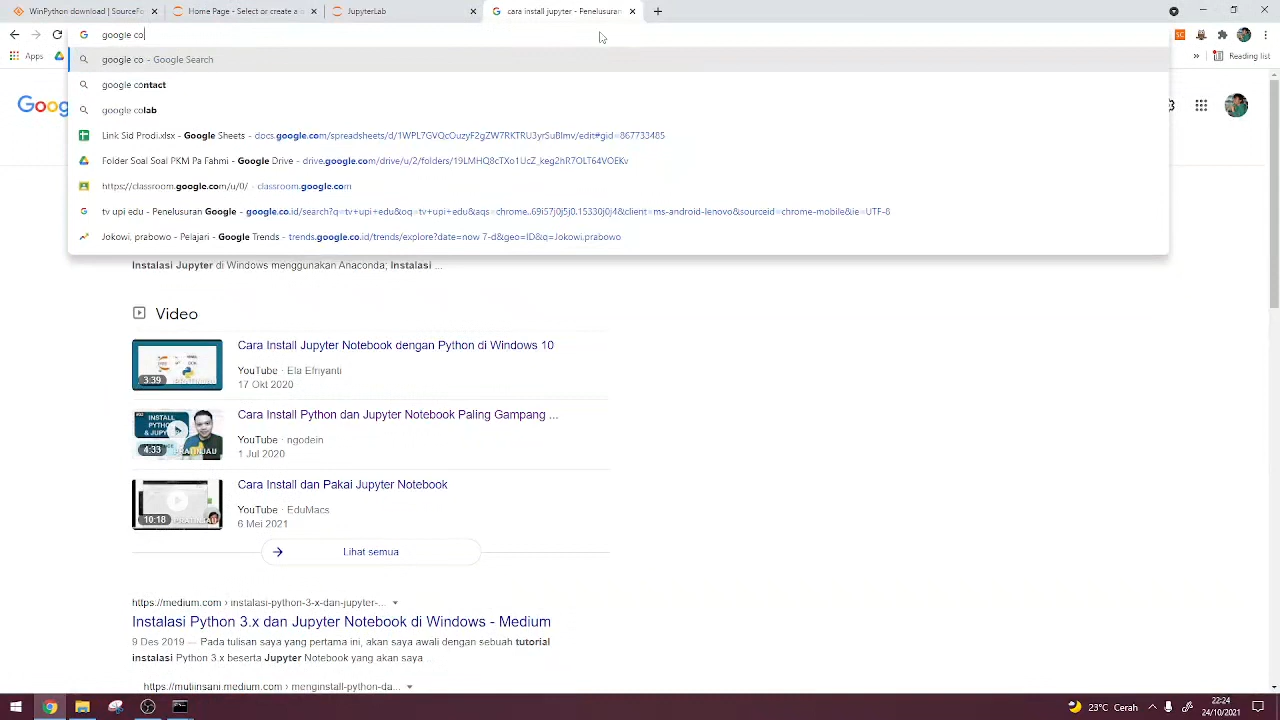 WinPython download | SourceFo
Home Page - Select or create a n
JupyterLab
cara install jupyter - Penelusuran
google co
SC
Apps
Reading list
google co - Google Search
google contact
google colab
Link Sid Prodi.xlsx - Google Sheets - docs.google.com/spreadsheets/d/1WPL7GVQcOuzyF2gZW7RKTRU3yrSuBlmv/edit#gid=867733485
Folder Soal Soal PKM Pa Fahmi - Google Drive - drive.google.com/drive/u/2/folders/19LMHQ8cTXo1UcZ_keg2hR7OLT64VOEKv
https://classroom.google.com/u/0/ - classroom.google.com
tv upi edu - Penelusuran Google - google.co.id/search?q=tv+upi+edu&oq=tv+upi+edu&aqs=chrome..69i57j0j5j0.15330j0j4&client=ms-android-lenovo&sourceid=chrome-mobile&ie=UTF-8
Jokowi, prabowo - Pelajari - Google Trends - trends.google.co.id/trends/explore?date=now 7-d&geo=ID&q=Jokowi,prabowo
Goog
Instalasi Jupyter di Windows menggunakan Anaconda; Instalasi ...
Video
Cara Install Jupyter Notebook dengan Python di Windows 10
YouTube · Ela Efriyanti
17 Okt 2020
3:39
PRATINJAU
Cara Install Python dan Jupyter Notebook Paling Gampang ...
YouTube · ngodein
1 Jul 2020
INSTALL
PYTHON
& JUPYTER
4:33
PRATINJAU
Cara Install dan Pakai Jupyter Notebook
YouTube · EduMacs
6 Mei 2021
10:18
PRATINJAU
Lihat semua
https://medium.com › instalasi-python-3-x-dan-jupyter-...
Instalasi Python 3.x dan Jupyter Notebook di Windows - Medium
9 Des 2019 — Pada tulisan saya yang pertama ini, akan saya awali dengan sebuah tutorial
instalasi Python 3.x beserta Jupyter Notebook yang akan saya
https://mutiinsani.medium.com › menginstall-python-da...
23°C Cerah
22:24
24/10/2021